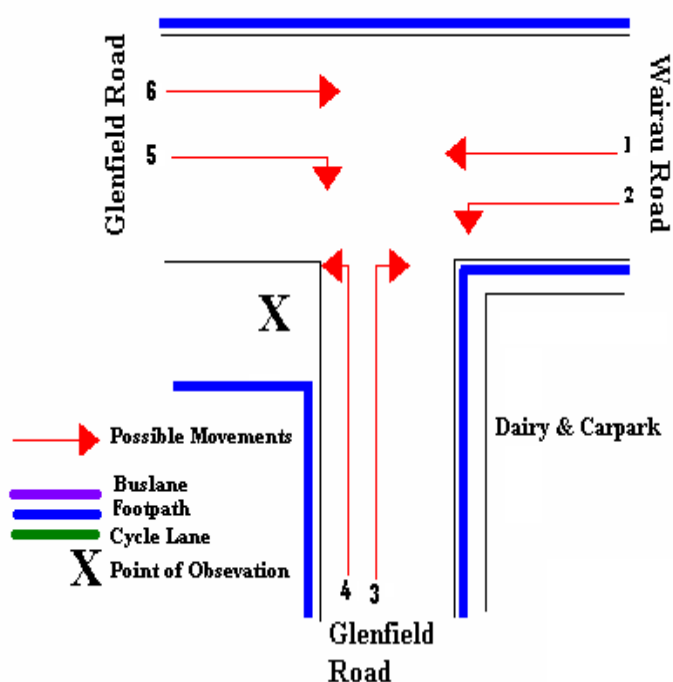 Glenfield Road
6
5
1
2
Wairau Road
X
Dairy & Carpark
Possible Movements
Buslane
Footpath
Cycle Lane
X Point of Obsevation
4 3
Glenfield
Road